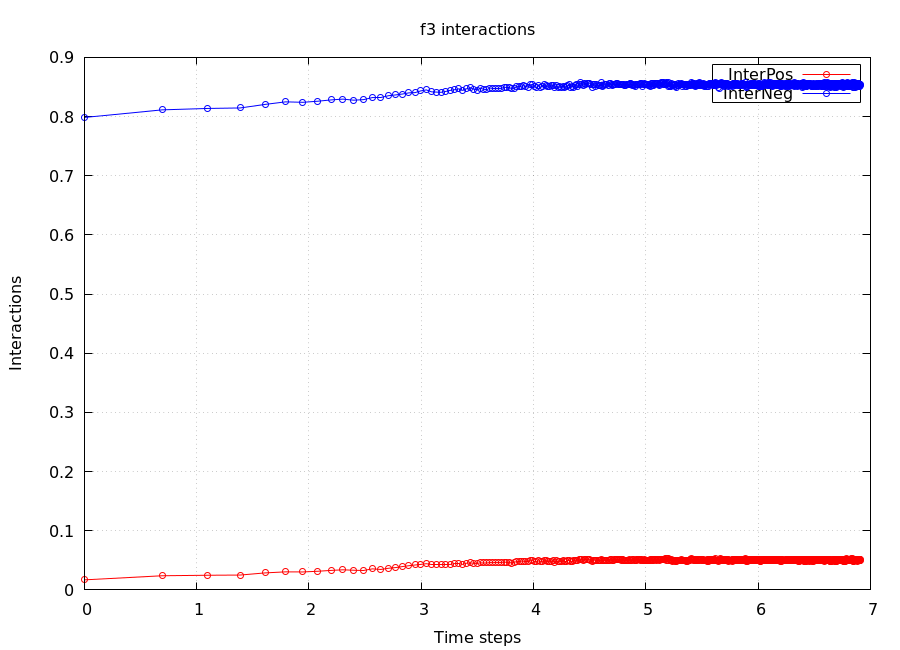 f3 interactions
0.9
0.8
0.7
0.6
0.5
0.4
0.3
0.2
0.1
0
InterPos
InterNeg
Interactions
0 1 2 3 4 5 6 7
Time steps